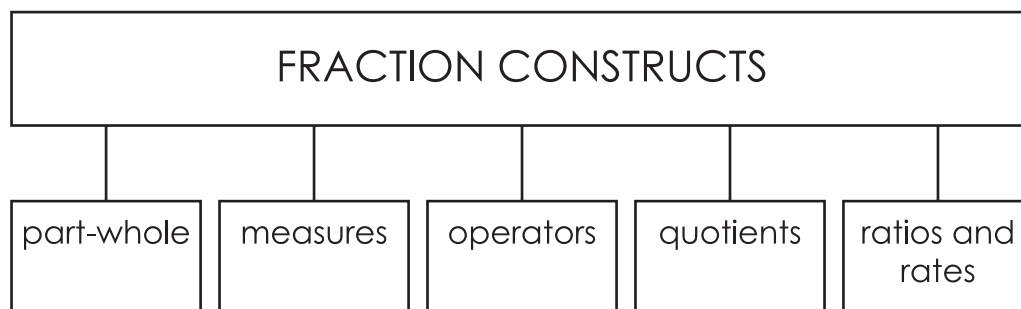 FRACTION CONSTRUCTS
part-whole
measures
operators
quotients
ratios and
rates